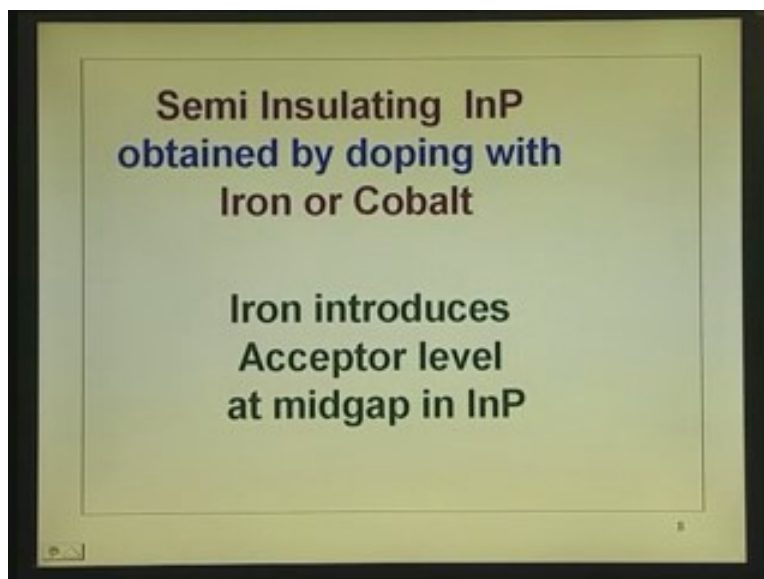 Semi Insulating InP
obtained by doping with
Iron or Cobalt
Iron introduces
Acceptor level
at midgap in InP